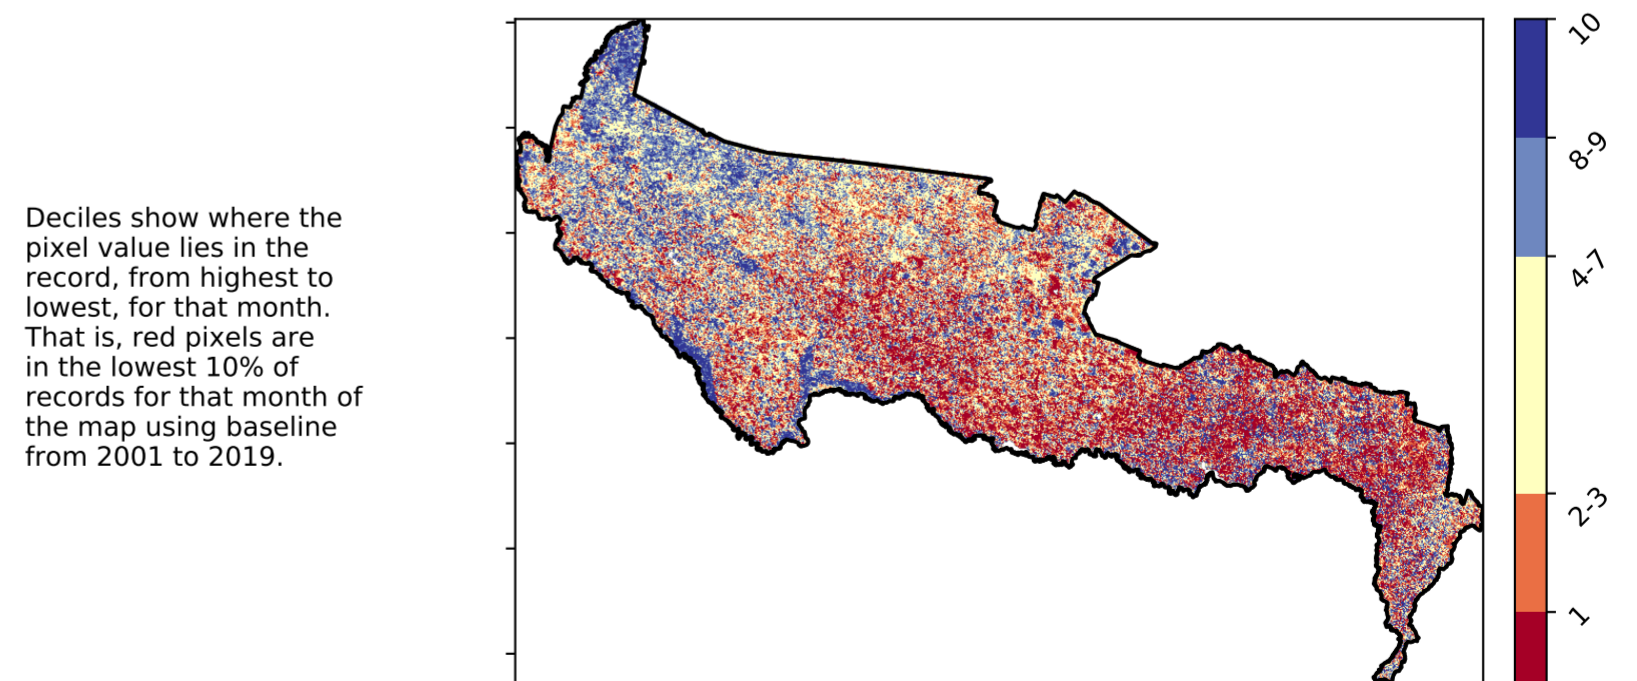 Deciles show where the
pixel value lies in the
record, from highest to
lowest, for that month.
That is, red pixels are
in the lowest 10% of
records for that month of
the map using baseline
from 2001 to 2019.
10
8-9
4-7
2-3
1